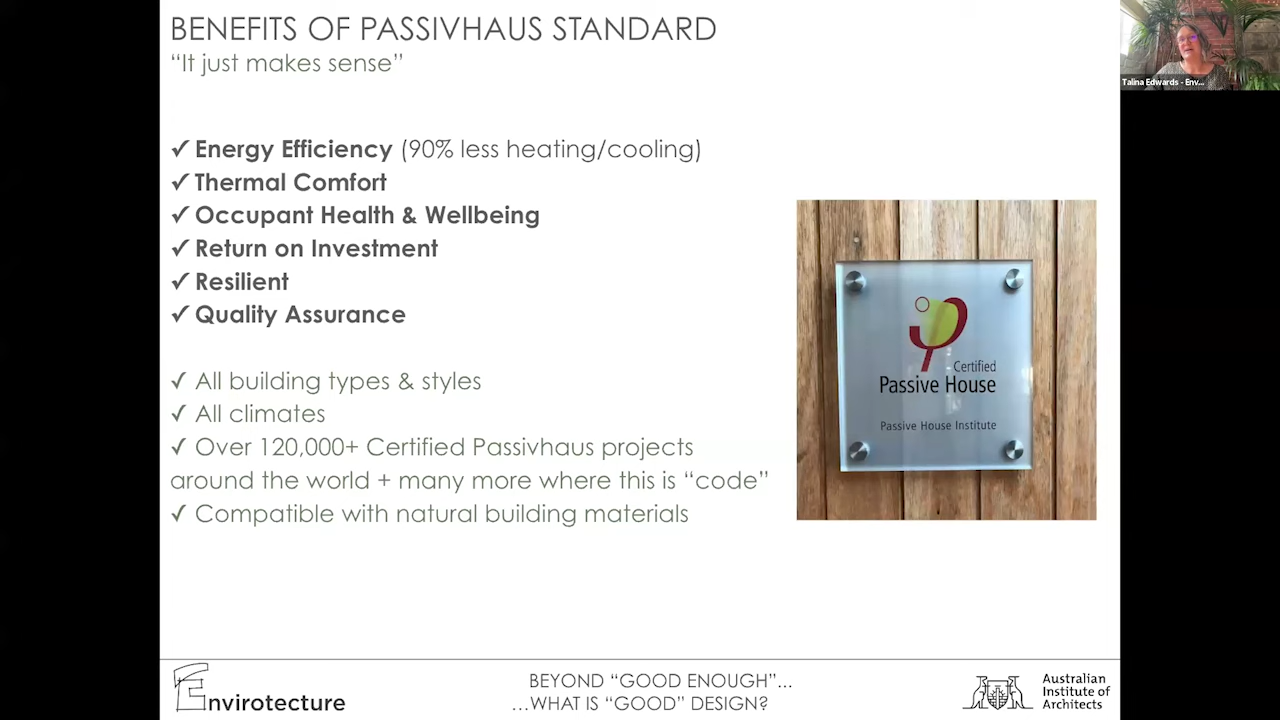 BENEFITS OF PASSIVHAUS STANDARD
“It just makes sense”
✓ Energy Efficiency (90% less heating/cooling)
✓ Thermal Comfort
✓ Occupant Health & Wellbeing
✓ Return on Investment
✓ Resilient
✓ Quality Assurance
✓ All building types & styles
✓ All climates
✓ Over 120,000+ Certified Passivhaus projects
around the world + many more where this is “code”
✓ Compatible with natural building materials
Certified
Passive House
Passive House Institute
Talina Edwards - Env...
Envirotecture
BEYOND “GOOD ENOUGH”...
...WHAT IS “GOOD” DESIGN?
Australian
Institute of
Architects